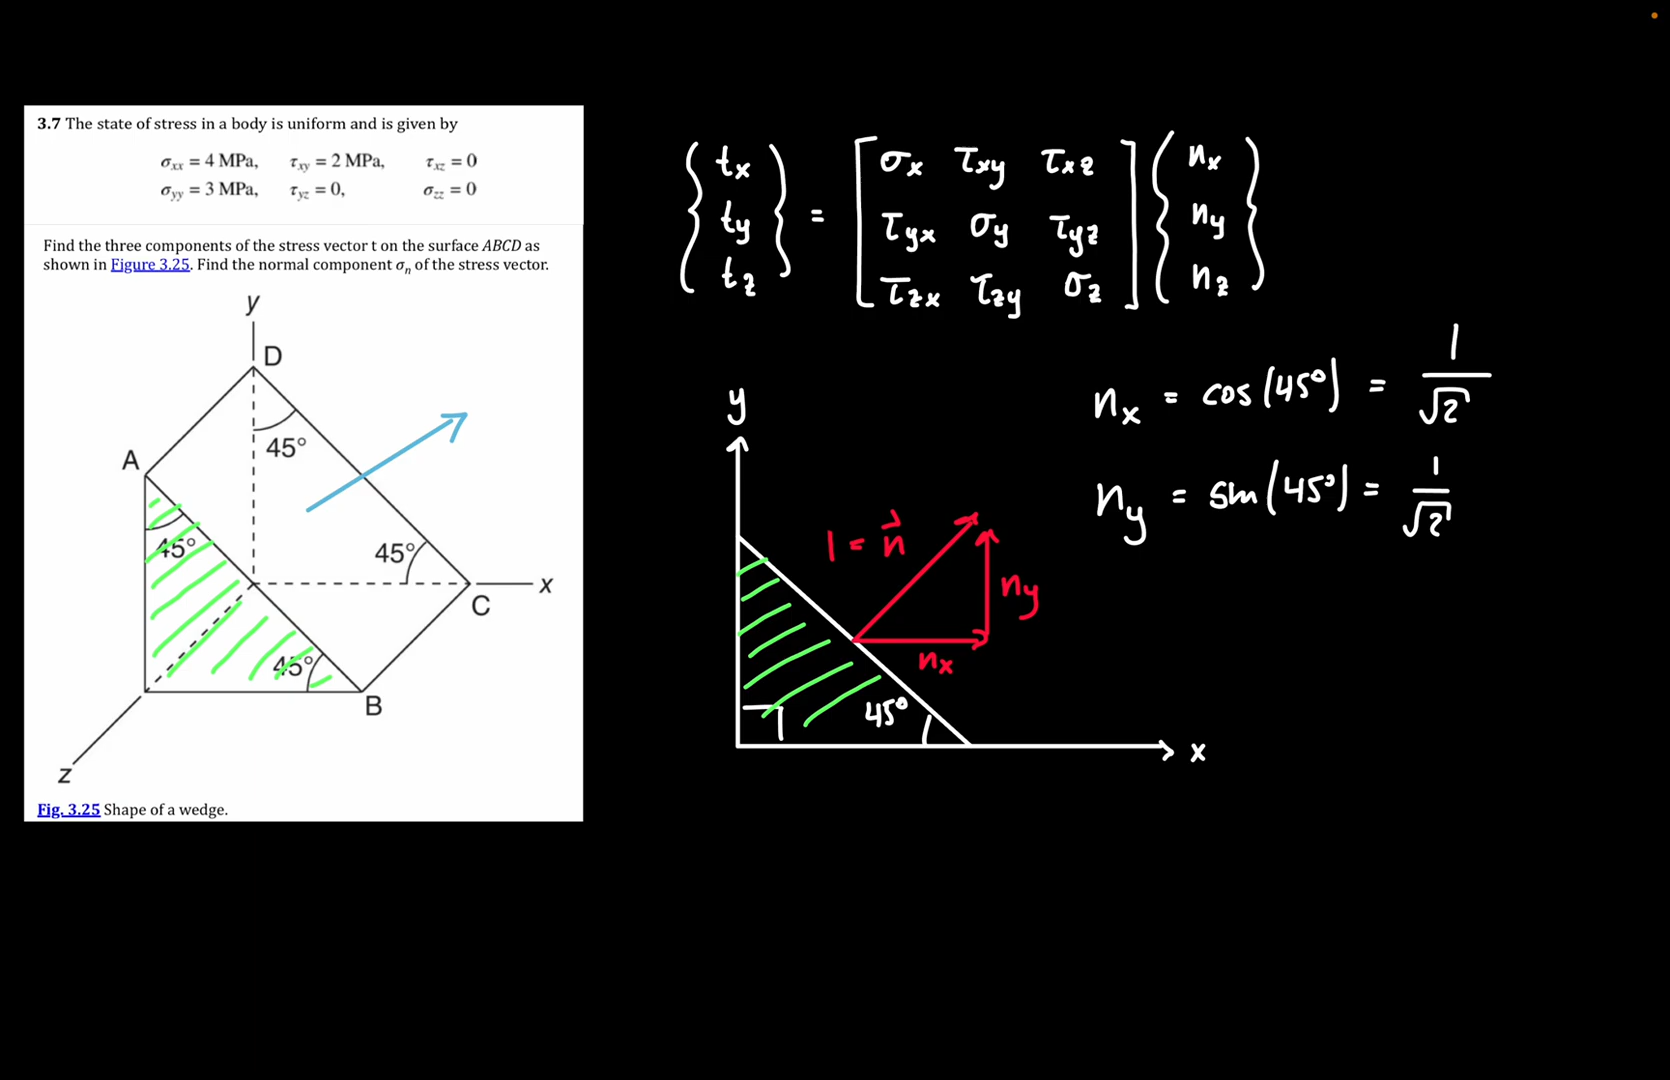 3.7 The state of stress in a body is uniform and is given by
σxx = 4 MPa, τxy = 2 MPa, τxz = 0
σyy = 3 MPa, τyz = 0, σzz = 0
Find the three components of the stress vector t on the surface ABCD as
shown in Figure 3.25. Find the normal component σn of the stress vector.
y
D
45°
A
45°
45°
x
C
45°
B
z
Fig. 3.25 Shape of a wedge.
{tx ty tz} = [σx τxy τxz
τyx σy τyz
τzx τzy σz] {nx ny nz}
nx = cos(45°) = 1/√2
ny = sin(45°) = 1/√2
y
1 = n⃗
ny
nx
45°
x